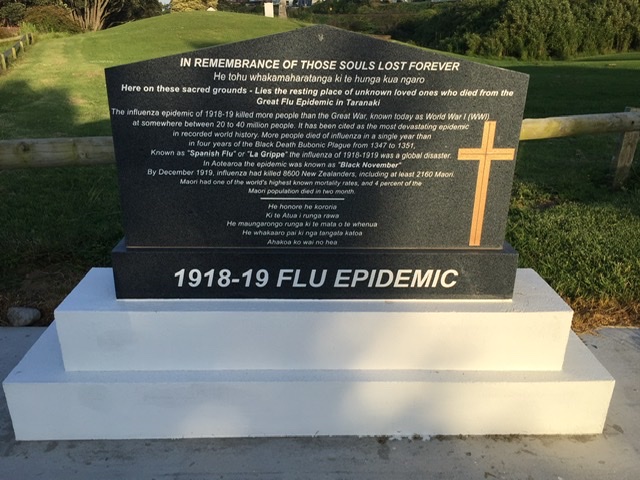 IN REMEMBRANCE OF THOSE SOULS LOST FOREVER
He tohu whakamaharatanga ki te hunga kua ngaro
Here on these sacred grounds - Lies the resting place of unknown loved ones who died from the
Great Flu Epidemic in Taranaki
The influenza epidemic of 1918-19 killed more people than the Great War, known today as World War I (WWI)
at somewhere between 20 to 40 million people. It has been cited as the most devastating epidemic
in recorded world history. More people died of influenza in a single year than
in four years of the Black Death Bubonic Plague from 1347 to 1351,
Known as "Spanish Flu" or "La Grippe" the influenza of 1918-1919 was a global disaster.
In Aotearoa the epidemic was known as "Black November"
By December 1919, influenza had killed 8600 New Zealanders, including at least 2160 Maori.
Maori had one of the world's highest known mortality rates, and 4 percent of the
Maori population died in two month.
He honore he kororia
Ki te Atua i runga rawa
He maungarongo runga ki te mata o te whenua
He whakaaro pai ki nga tangata katoa
Ahakoa ko wai no hea
1918-19 FLU EPIDEMIC